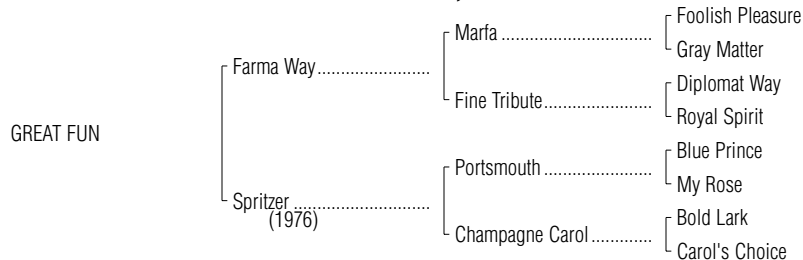 Foolish Pleasure
Marfa ................................
Gray Matter
Farma Way........................
Diplomat Way
Fine Tribute.......................
Royal Spirit
GREAT FUN
Blue Prince
Portsmouth .......................
My Rose
Spritzer .............................
(1976)
Bold Lark
Champagne Carol.............
Carol's Choice